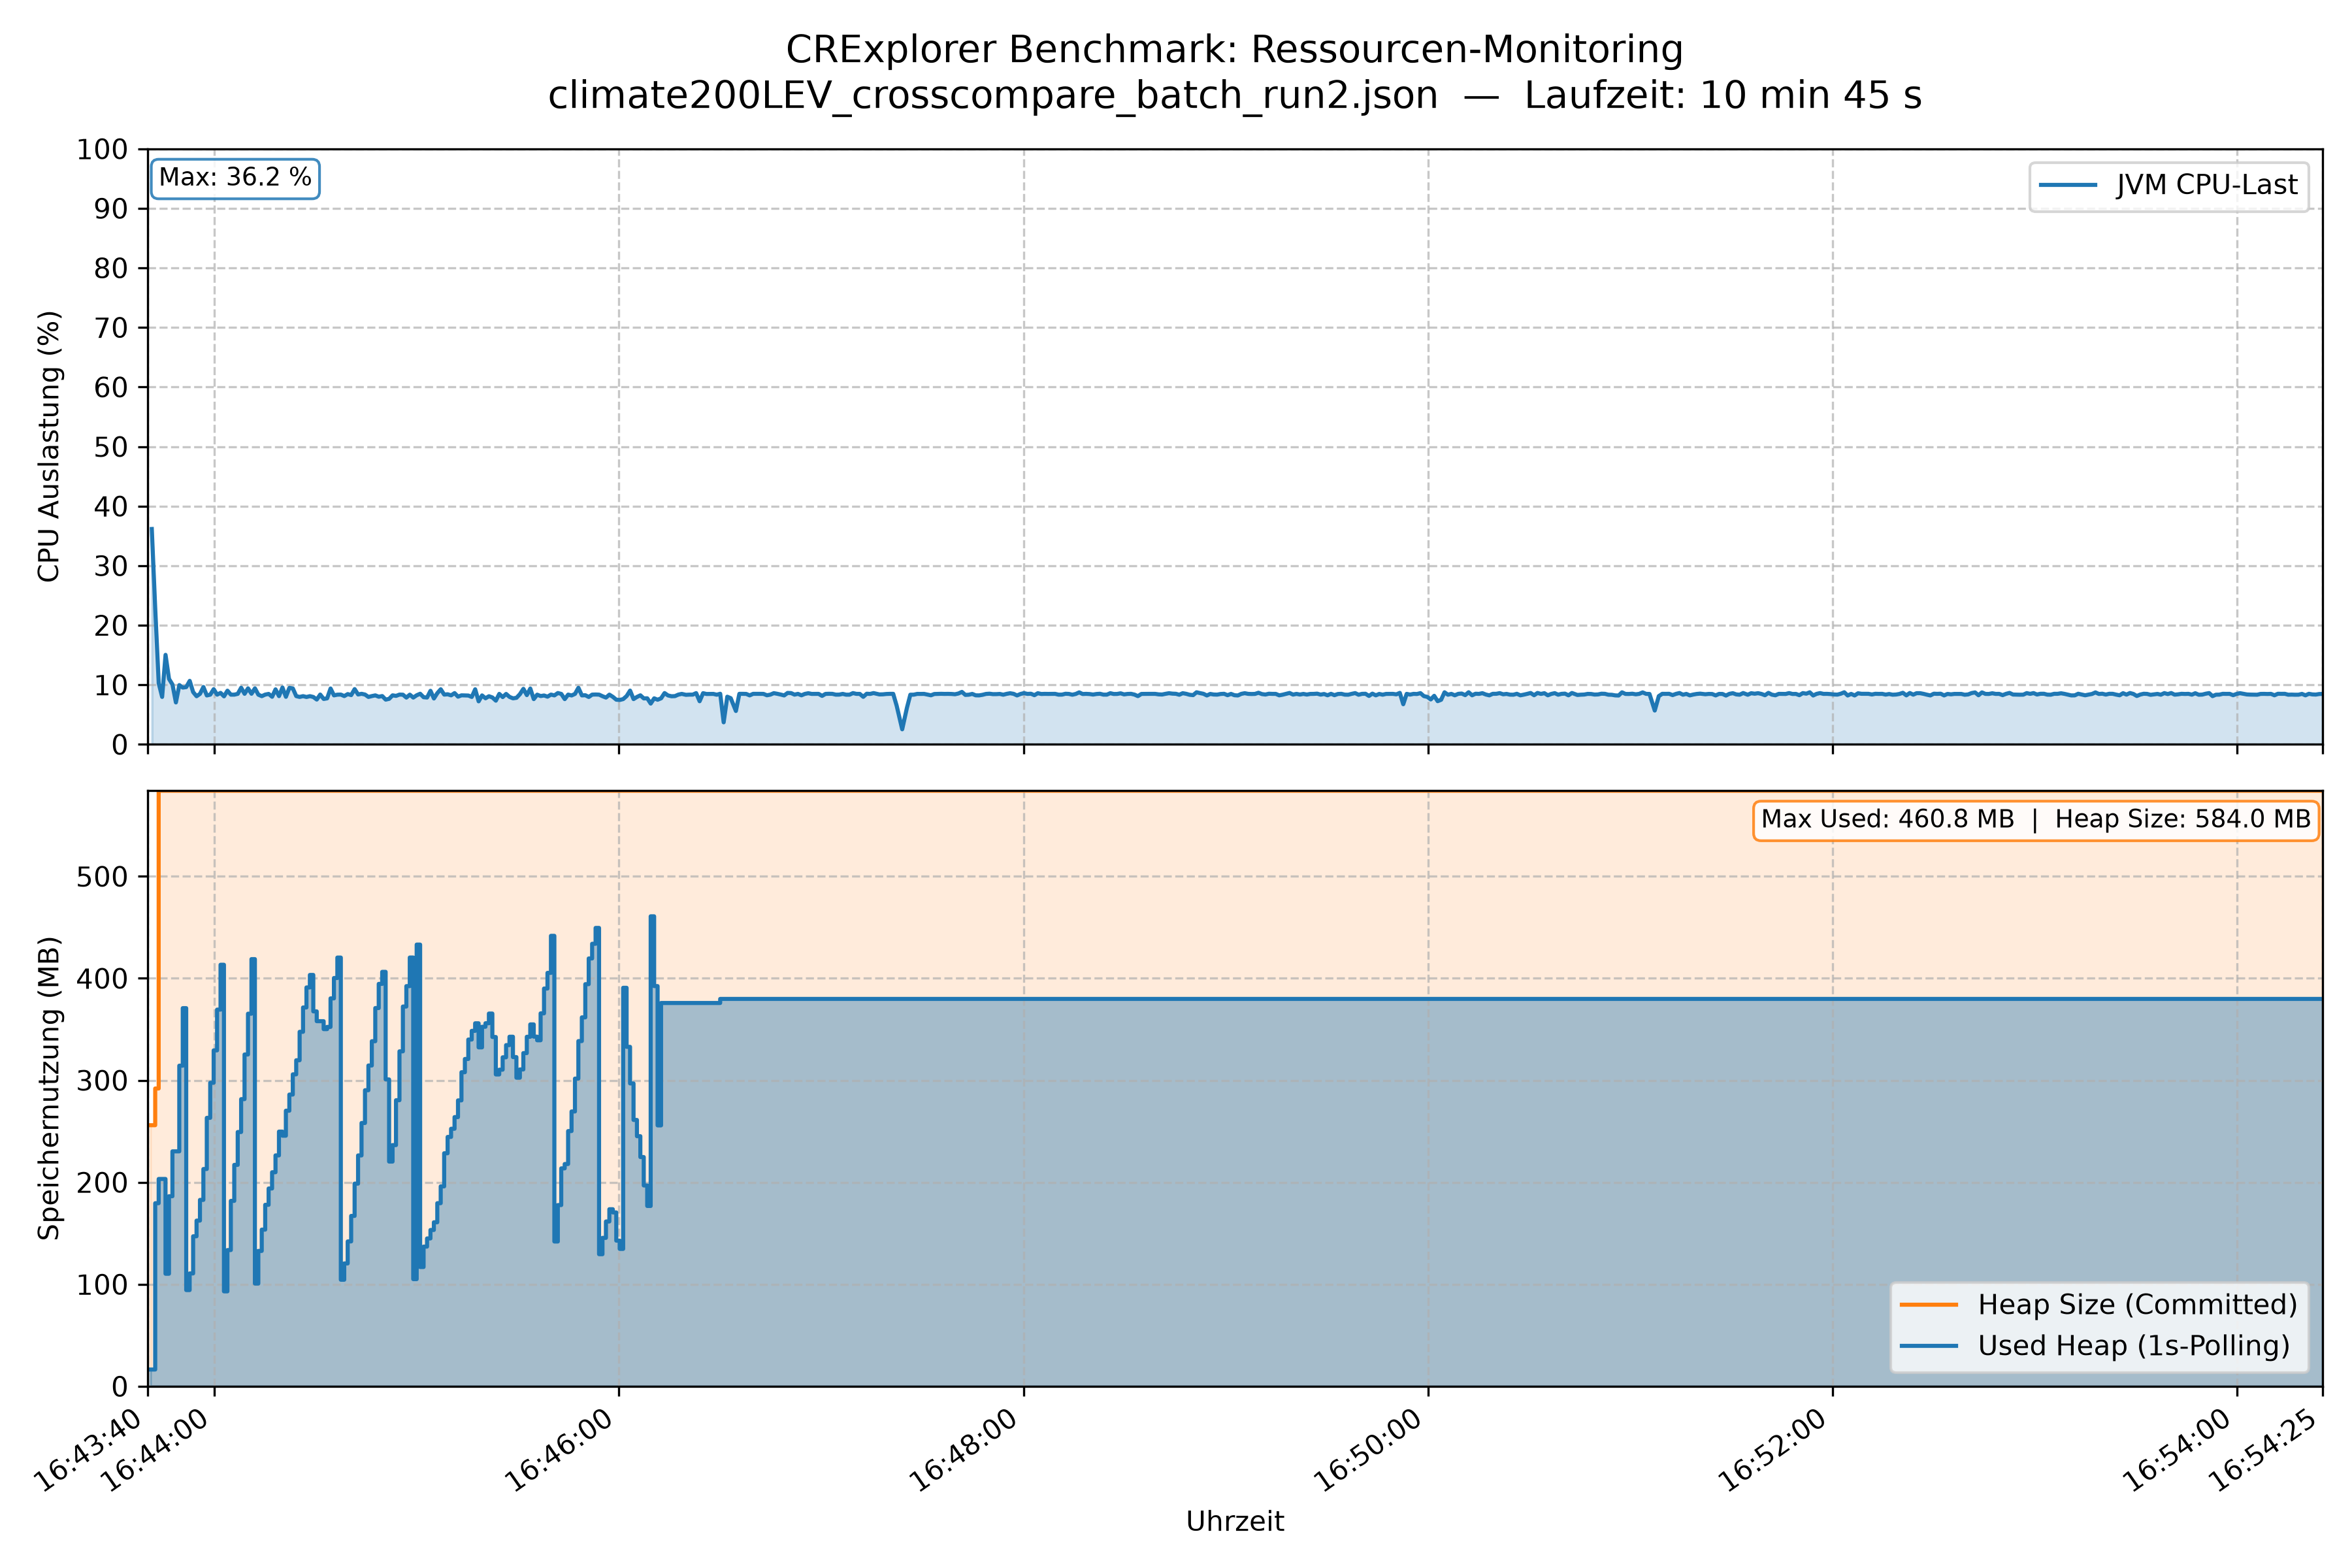 CRExplorer Benchmark: Ressourcen-Monitoring
climate200LEV_crosscompare_batch_run2.json — Laufzeit: 10 min 45 s
Max: 36.2 %
JVM CPU-Last
CPU Auslastung (%)
100
90
80
70
60
50
40
30
20
10
0
Max Used: 460.8 MB | Heap Size: 584.0 MB
Speichernutzung (MB)
500
400
300
200
100
0
Heap Size (Committed)
Used Heap (1s-Polling)
16:43:40
16:44:00
16:46:00
16:48:00
16:50:00
16:52:00
16:54:00
16:54:25
Uhrzeit